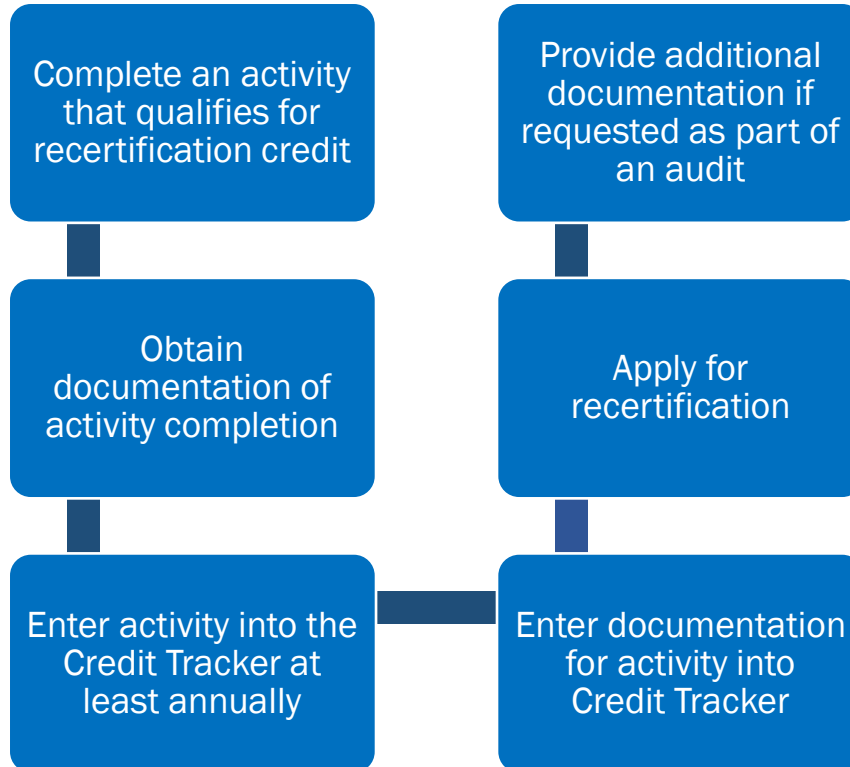 Complete an activity
that qualifies for
recertification credit
Obtain
documentation of
activity completion
Enter activity into the
Credit Tracker at
least annually
Enter documentation
for activity into
Credit Tracker
Apply for
recertification
Provide additional
documentation if
requested as part of
an audit